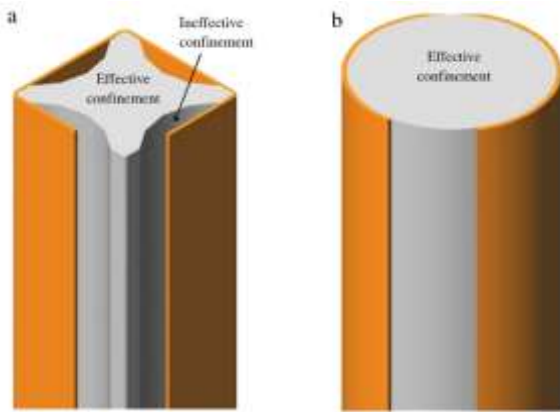 a
Ineffective
confinement
Effective
confinement
b
Effective
confinement